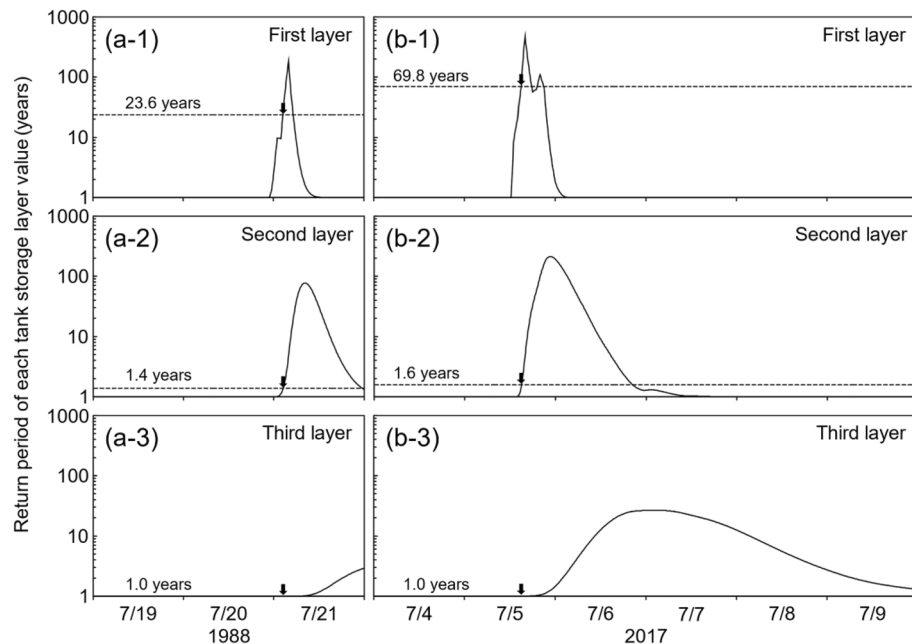 Return period of each tank storage layer value (years)
1000
100
10
1
(a-1)
First layer
23.6 years
(b-1)
First layer
69.8 years
1000
100
10
1
(a-2)
Second layer
1.4 years
(b-2)
Second layer
1.6 years
1000
100
10
1
(a-3)
Third layer
1.0 years
(b-3)
Third layer
1.0 years
7/19 7/20 7/21 7/4 7/5 7/6 7/7 7/8 7/9
1988 2017